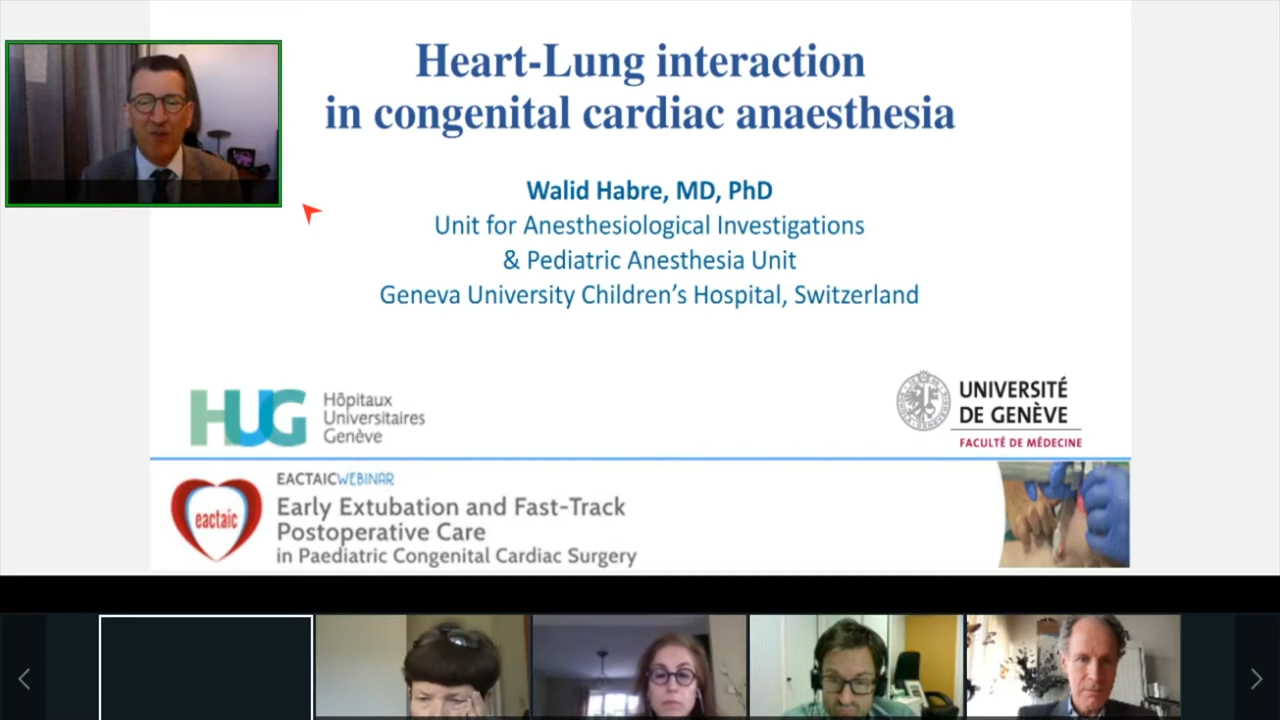 Heart-Lung interaction
in congenital cardiac anaesthesia
Walid Habre, MD, PhD
Unit for Anesthesiological Investigations
& Pediatric Anesthesia Unit
Geneva University Children's Hospital, Switzerland
HUG
Hôpitaux
Universitaires
Genève
UNIVERSITÉ
DE GENÈVE
FACULTÉ DE MÉDECINE
eactaic
EACTAICWEBINAR
Early Extubation and Fast-Track
Postoperative Care
in Paediatric Congenital Cardiac Surgery